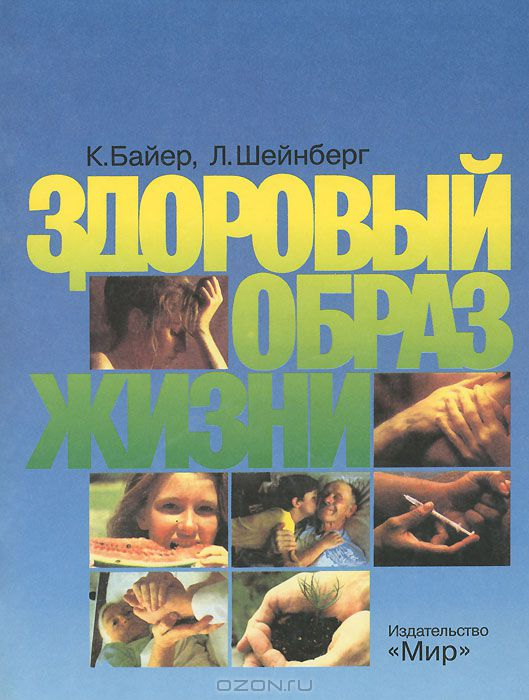 К.Байер, Л.Шейнберг
ЗДОРОВЫЙ
ОБРАЗ
ЖИЗНИ
Издательство
«Мир»
OZON.ru